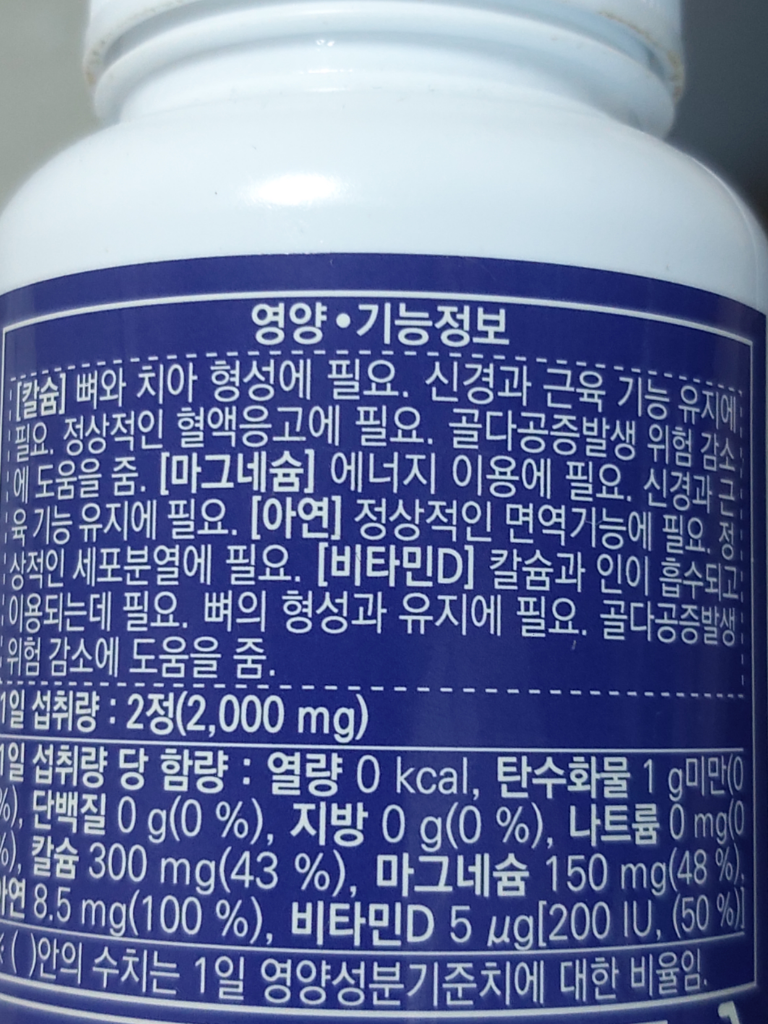 영양•기능정보
[칼슘] 뼈와 치아 형성에 필요. 신경과 근육 기능 유지에
필요. 정상적인 혈액응고에 필요. 골다공증발생 위험 감소
에 도움을 줌. [마그네슘] 에너지 이용에 필요. 신경과 근
육 기능 유지에 필요. [아연] 정상적인 면역기능에 필요. 정
상적인 세포분열에 필요. [비타민D] 칼슘과 인이 흡수되고
이용되는데 필요. 뼈의 형성과 유지에 필요. 골다공증발생
위험 감소에 도움을 줌.
1일 섭취량 : 2정(2,000 mg)
1일 섭취량 당 함량 : 열량 0 kcal, 탄수화물 1 g미만(0
%), 단백질 0 g(0 %), 지방 0 g(0 %), 나트륨 0 mg(0
%), 칼슘 300 mg(43 %), 마그네슘 150 mg(48 %),
아연 8.5 mg(100 %), 비타민D 5 µg[200 IU, (50 %)]
※ ( )안의 수치는 1일 영양성분기준치에 대한 비율임.